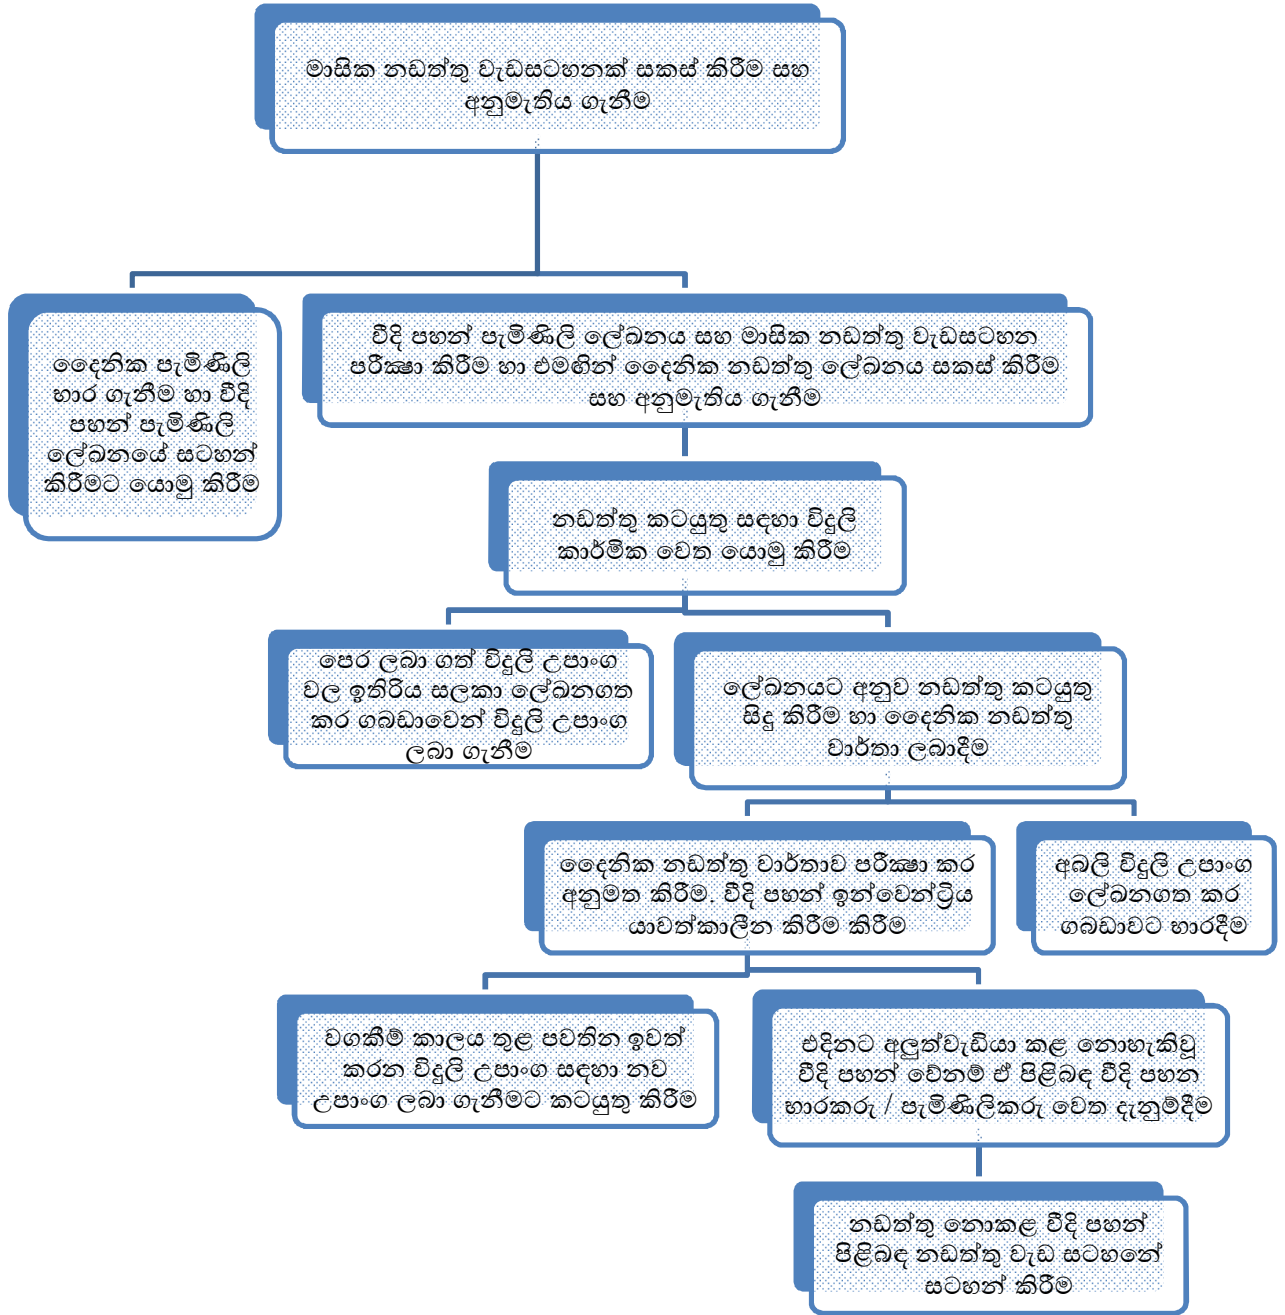 මාසික නඩත්තු වැඩසටහනක් සකස් කිරීම සහ
අනුමැතිය ගැනීම
දෛනික පැමිණිලි
භාර ගැනීම හා වීදි
පහන් පැමිණිලි
ලේඛනයේ සටහන්
කිරීමට යොමු කිරීම
වීදි පහන් පැමිණිලි ලේඛනය සහ මාසික නඩත්තු වැඩසටහන
පරීක්‍ෂා කිරීම හා එමඟින් දෛනික නඩත්තු ලේඛනය සකස් කිරීම
සහ අනුමැතිය ගැනීම
නඩත්තු කටයුතු සඳහා විදුලි
කාර්මික වෙත යොමු කිරීම
පෙර ලබා ගත් විදුලි උපාංග
වල ඉතිරිය සලකා ලේඛනගත
කර ගබඩාවෙන් විදුලි උපාංග
ලබා ගැනීම
ලේඛනයට අනුව නඩත්තු කටයුතු
සිදු කිරීම හා දෛනික නඩත්තු
වාර්තා ලබාදීම
දෛනික නඩත්තු වාර්තාව පරීක්‍ෂා කර
අනුමත කිරීම. වීදි පහන් ඉන්වෙන්ට්‍රිය
යාවත්කාලීන කිරීම කිරීම
අබලි විදුලි උපාංග
ලේඛනගත කර
ගබඩාවට භාරදීම
වගකීම් කාලය තුළ පවතින ඉවත්
කරන විදුලි උපාංග සඳහා නව
උපාංග ලබා ගැනීමට කටයුතු කිරීම
එදිනට අලුත්වැඩියා කළ නොහැකිවූ
වීදි පහන් වේනම් ඒ පිළිබඳ වීදි පහන
භාරකරු / පැමිණිලිකරු වෙත දැනුම්දීම
නඩත්තු නොකළ වීදි පහන්
පිළිබඳ නඩත්තු වැඩ සටහනේ
සටහන් කිරීම